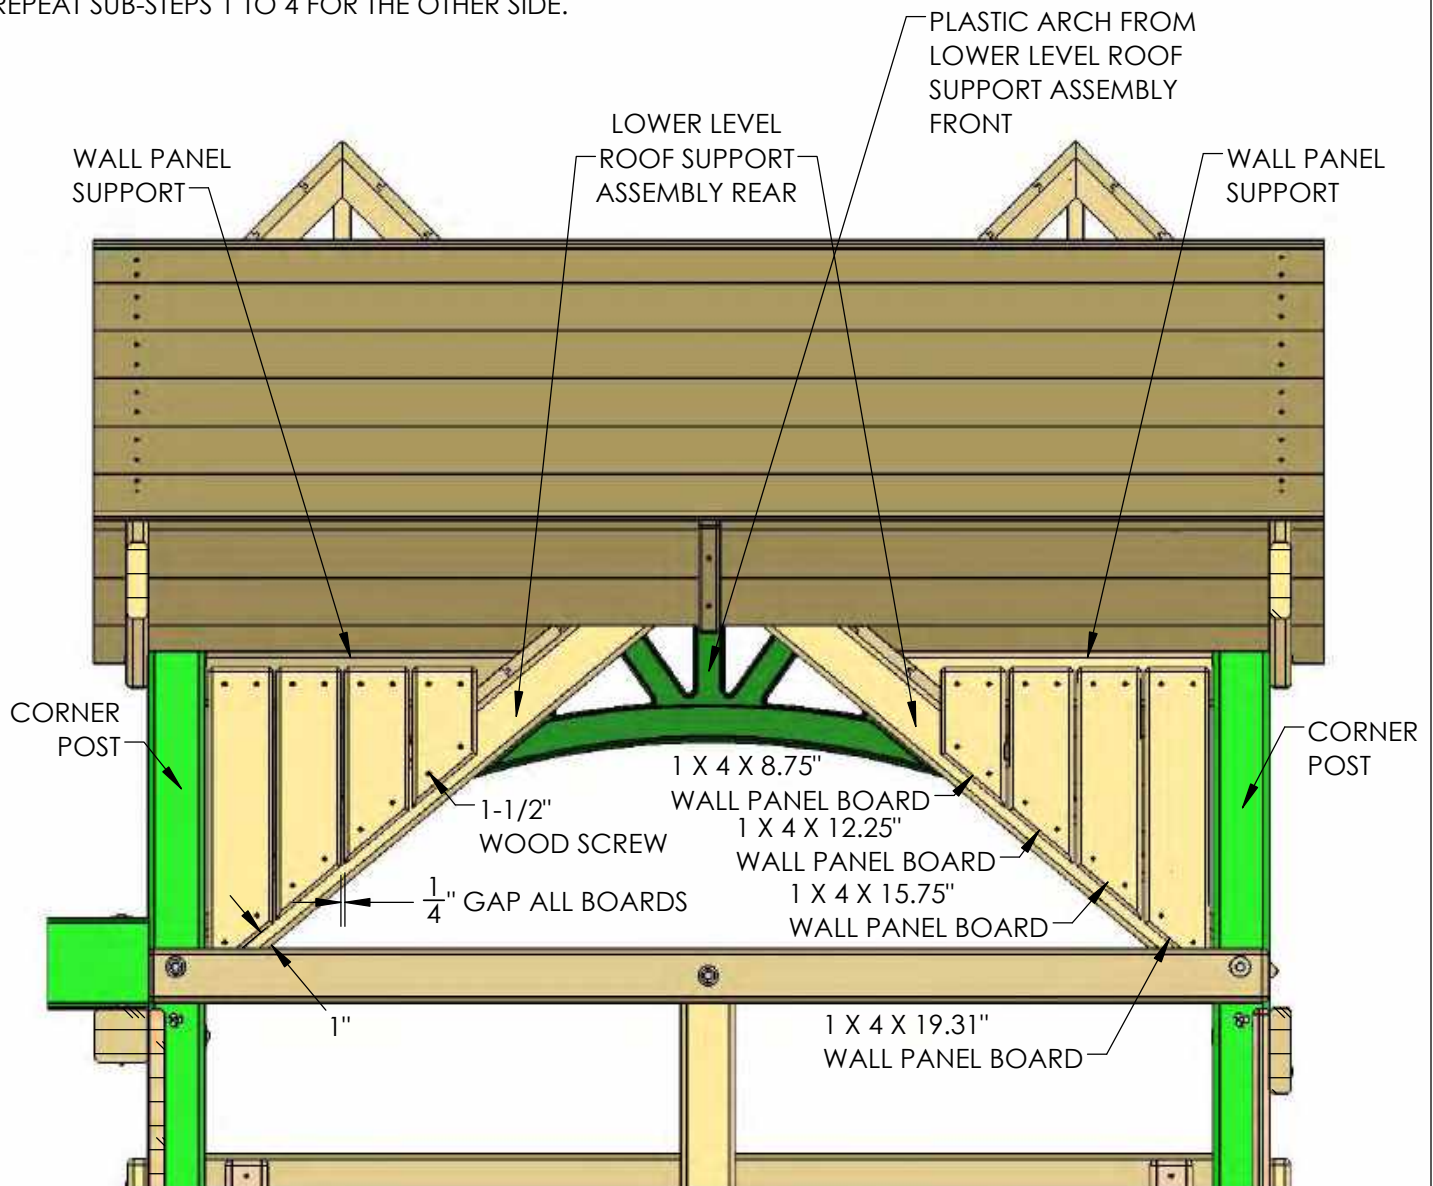 REPEAT SUB-STEPS 1 TO 4 FOR THE OTHER SIDE.
PLASTIC ARCH FROM
LOWER LEVEL ROOF
SUPPORT ASSEMBLY
FRONT
LOWER LEVEL
ROOF SUPPORT
ASSEMBLY REAR
WALL PANEL
SUPPORT
WALL PANEL
SUPPORT
CORNER
POST
CORNER
POST
1 X 4 X 8.75"
WALL PANEL BOARD
1-1/2"
WOOD SCREW
1 X 4 X 12.25"
WALL PANEL BOARD
1 X 4 X 15.75"
WALL PANEL BOARD
1/4" GAP ALL BOARDS
1"
1 X 4 X 19.31"
WALL PANEL BOARD